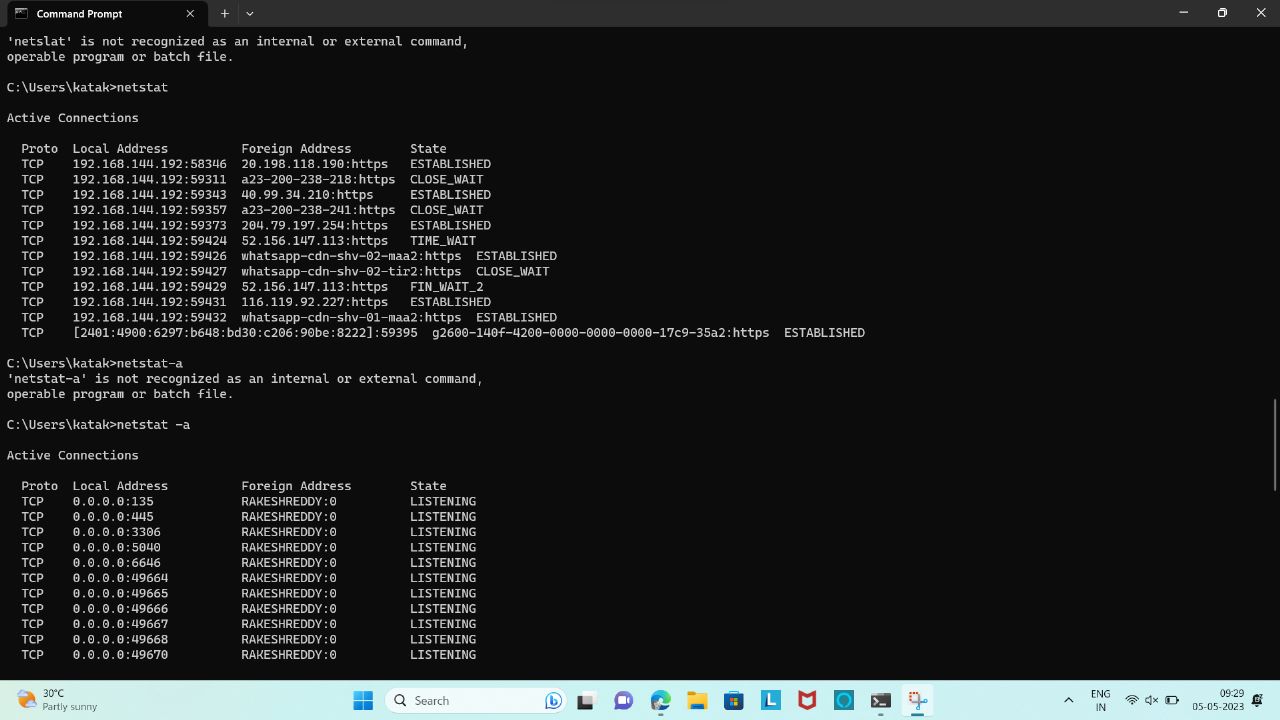 Command Prompt
'netslat' is not recognized as an internal or external command,
operable program or batch file.
C:\Users\katak>netstat
Active Connections
Proto Local Address Foreign Address State
TCP 192.168.144.192:58346 20.198.118.190:https ESTABLISHED
TCP 192.168.144.192:59311 a23-200-238-218:https CLOSE_WAIT
TCP 192.168.144.192:59343 40.99.34.210:https ESTABLISHED
TCP 192.168.144.192:59357 a23-200-238-241:https CLOSE_WAIT
TCP 192.168.144.192:59373 204.79.197.254:https ESTABLISHED
TCP 192.168.144.192:59424 52.156.147.113:https TIME_WAIT
TCP 192.168.144.192:59426 whatsapp-cdn-shv-02-maa2:https ESTABLISHED
TCP 192.168.144.192:59427 whatsapp-cdn-shv-02-tir2:https CLOSE_WAIT
TCP 192.168.144.192:59429 52.156.147.113:https FIN_WAIT_2
TCP 192.168.144.192:59431 116.119.92.227:https ESTABLISHED
TCP 192.168.144.192:59432 whatsapp-cdn-shv-01-maa2:https ESTABLISHED
TCP [2401:4900:6297:b648:bd30:c206:90be:8222]:59395 g2600-140f-4200-0000-0000-0000-17c9-35a2:https ESTABLISHED
C:\Users\katak>netstat-a
'netstat-a' is not recognized as an internal or external command,
operable program or batch file.
C:\Users\katak>netstat -a
Active Connections
Proto Local Address Foreign Address State
TCP 0.0.0.0:135 RAKESHREDDY:0 LISTENING
TCP 0.0.0.0:445 RAKESHREDDY:0 LISTENING
TCP 0.0.0.0:3306 RAKESHREDDY:0 LISTENING
TCP 0.0.0.0:5040 RAKESHREDDY:0 LISTENING
TCP 0.0.0.0:6646 RAKESHREDDY:0 LISTENING
TCP 0.0.0.0:49664 RAKESHREDDY:0 LISTENING
TCP 0.0.0.0:49665 RAKESHREDDY:0 LISTENING
TCP 0.0.0.0:49666 RAKESHREDDY:0 LISTENING
TCP 0.0.0.0:49667 RAKESHREDDY:0 LISTENING
TCP 0.0.0.0:49668 RAKESHREDDY:0 LISTENING
TCP 0.0.0.0:49670 RAKESHREDDY:0 LISTENING
30°C
Partly sunny
Search
L
ENG
IN
09:29
05-05-2023